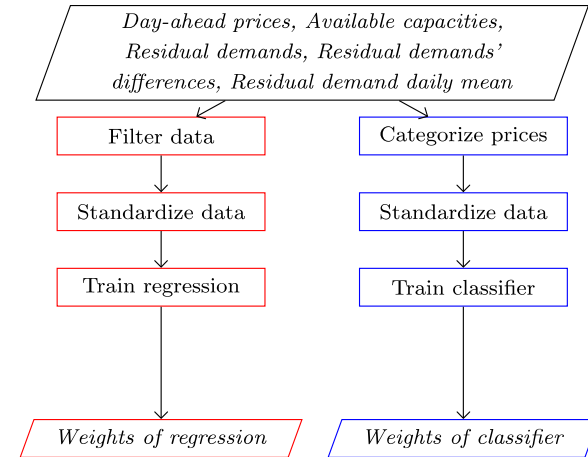 Day-ahead prices, Available capacities,
Residual demands, Residual demands'
differences, Residual demand daily mean
Filter data
Categorize prices
Standardize data
Standardize data
Train regression
Train classifier
Weights of regression
Weights of classifier